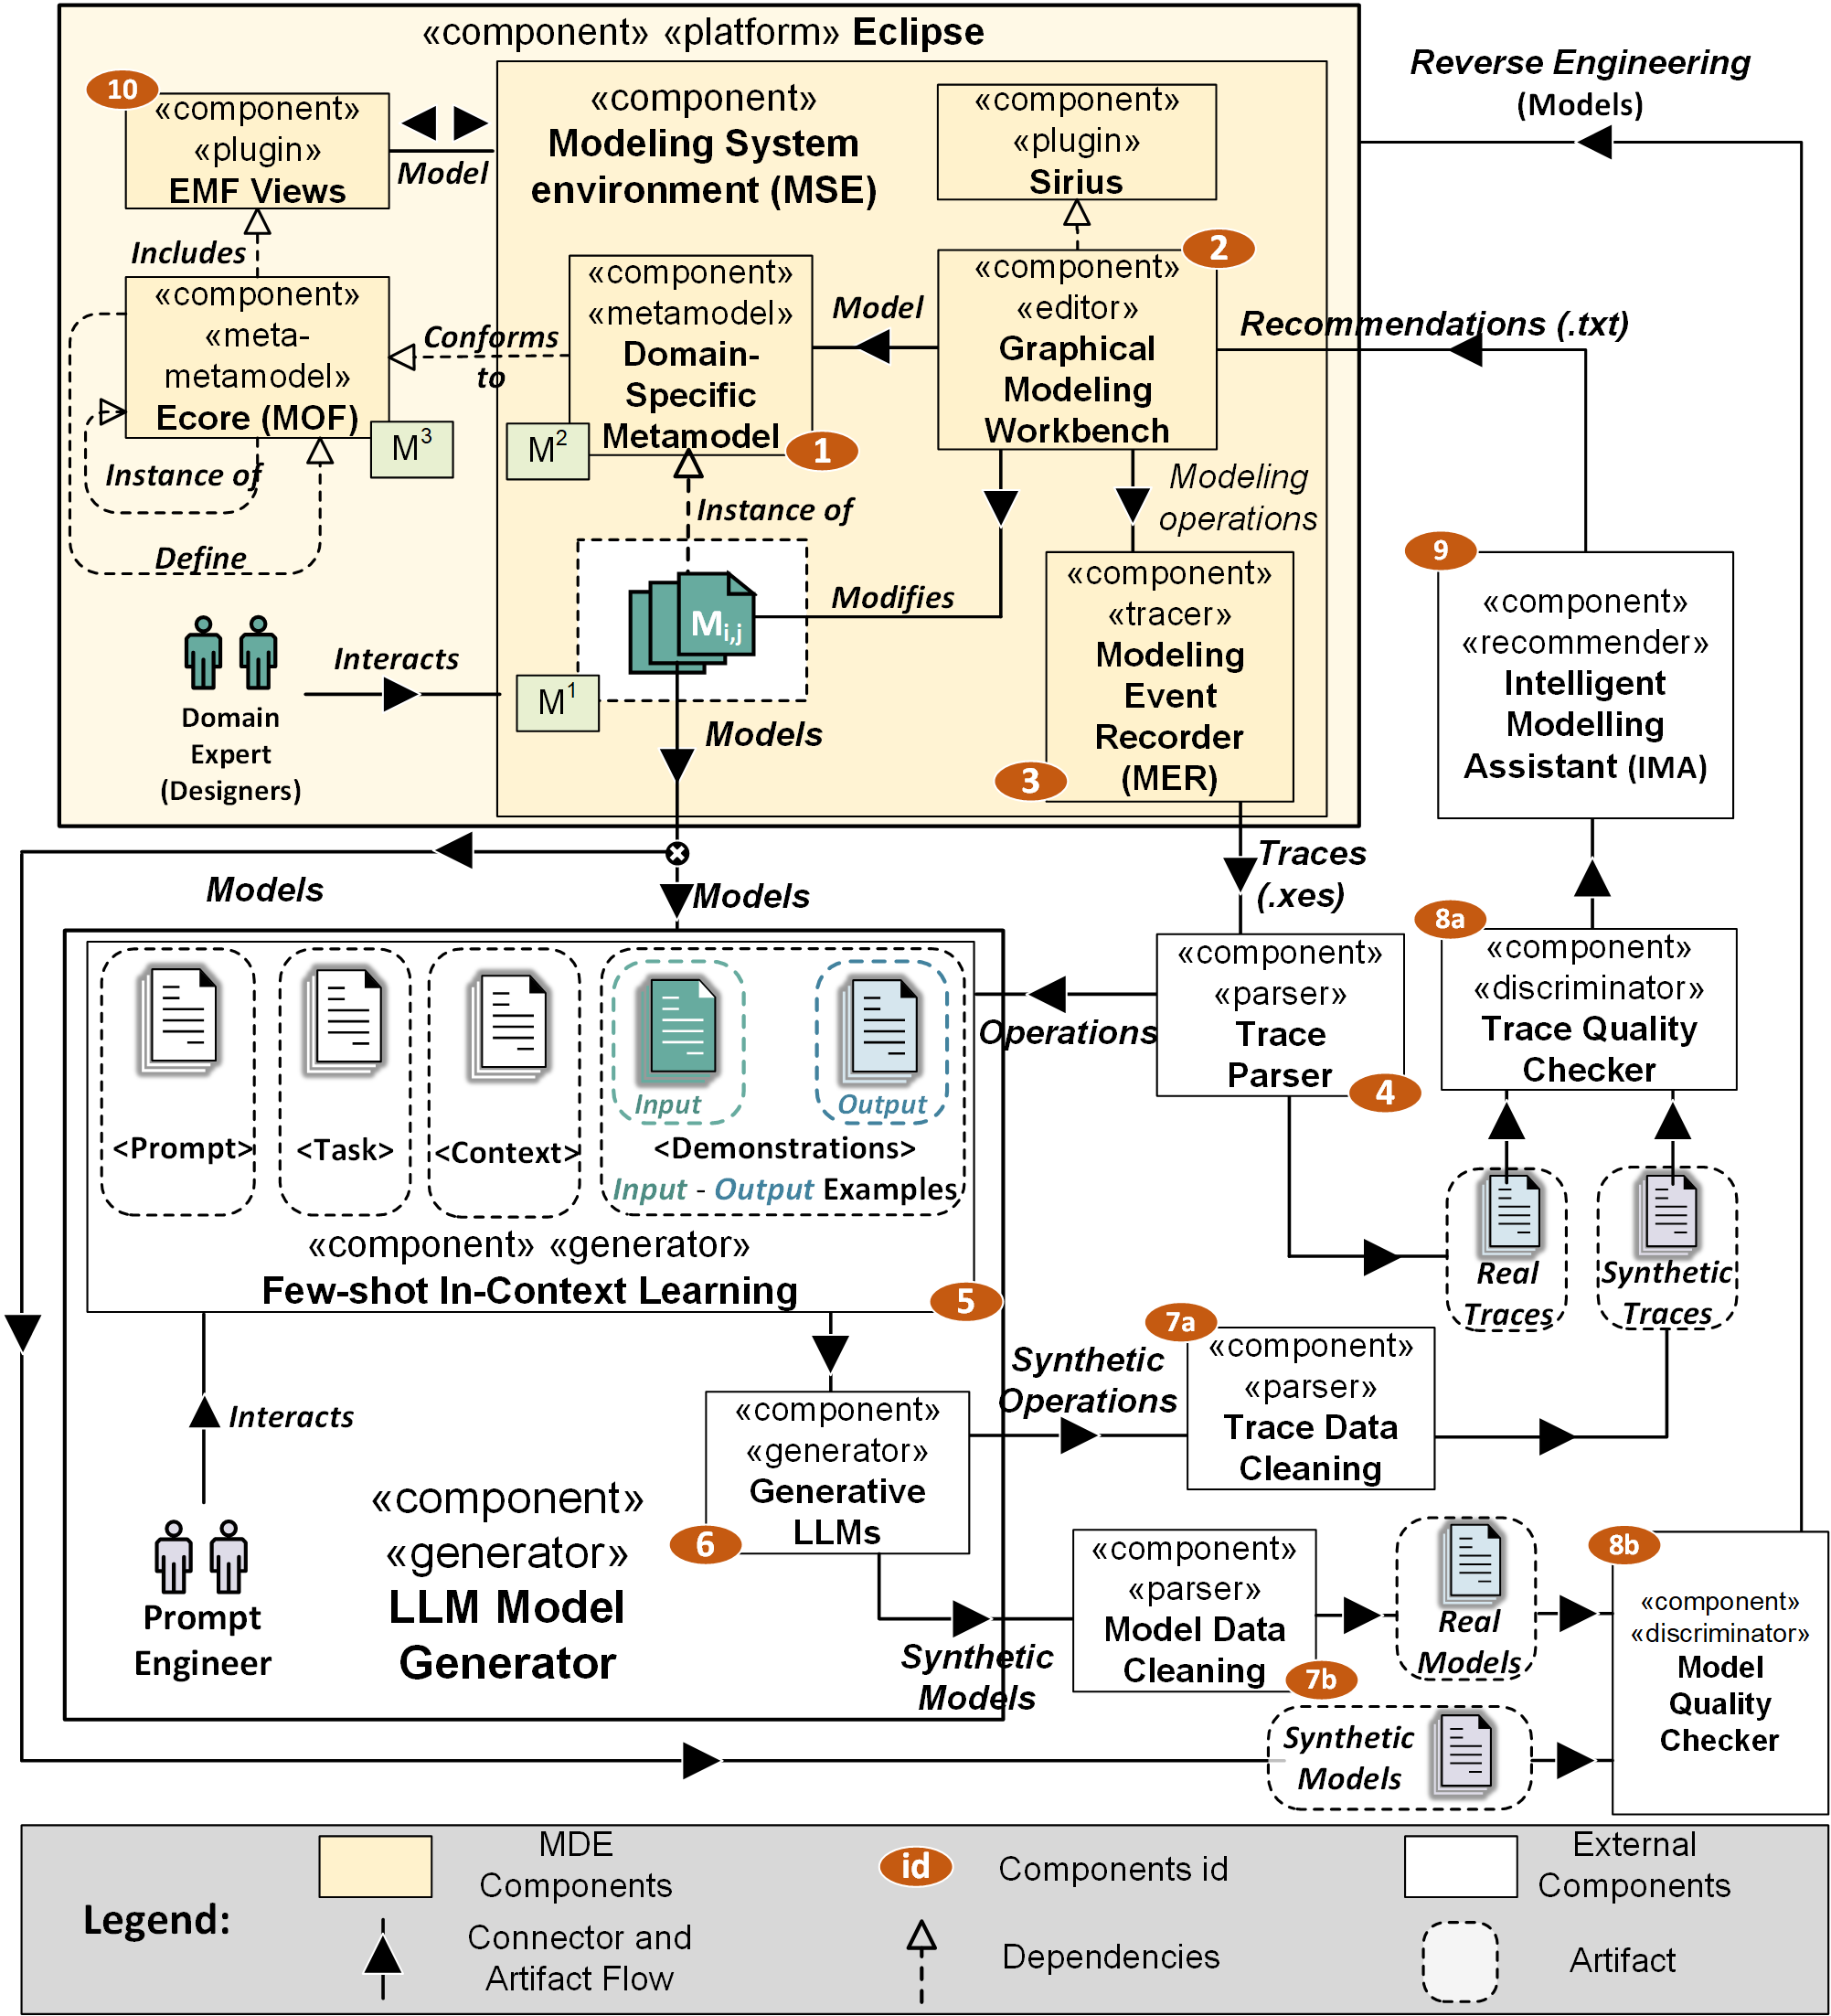 «component» «platform» Eclipse
Reverse Engineering
(Models)
10
«component»
«plugin»
EMF Views
Model
«component»
Modeling System
environment (MSE)
«component»
«plugin»
Sirius
Includes
«component»
«meta-
metamodel»
Ecore (MOF)
M3
Instance of
Define
Conforms
to
«component»
«metamodel»
Domain-
Specific
Metamodel
M2
1
Model
2
«component»
«editor»
Graphical
Modeling
Workbench
Recommendations (.txt)
Instance of
Modeling
operations
Mi,j
Modifies
M1
Models
Interacts
Domain
Expert
(Designers)
«component»
«tracer»
Modeling
Event
Recorder
(MER)
3
9
«component»
«recommender»
Intelligent
Modelling
Assistant (IMA)
Models
Models
Traces
(.xes)
8a
«component»
«discriminator»
Trace Quality
Checker
«component»
«parser»
Trace
Parser
4
Operations
<Prompt>
<Task>
<Context>
Input
Output
<Demonstrations>
Input - Output Examples
«component» «generator»
Few-shot In-Context Learning
5
Real
Traces
Synthetic
Traces
Interacts
Prompt
Engineer
«component»
«generator»
LLM Model
Generator
«component»
«generator»
Generative
LLMs
6
Synthetic
Operations
7a
«component»
«parser»
Trace Data
Cleaning
Synthetic
Models
«component»
«parser»
Model Data
Cleaning
7b
Real
Models
Synthetic
Models
8b
«component»
«discriminator»
Model
Quality
Checker
Legend:
MDE
Components
id
Components id
External
Components
Connector and
Artifact Flow
Dependencies
Artifact